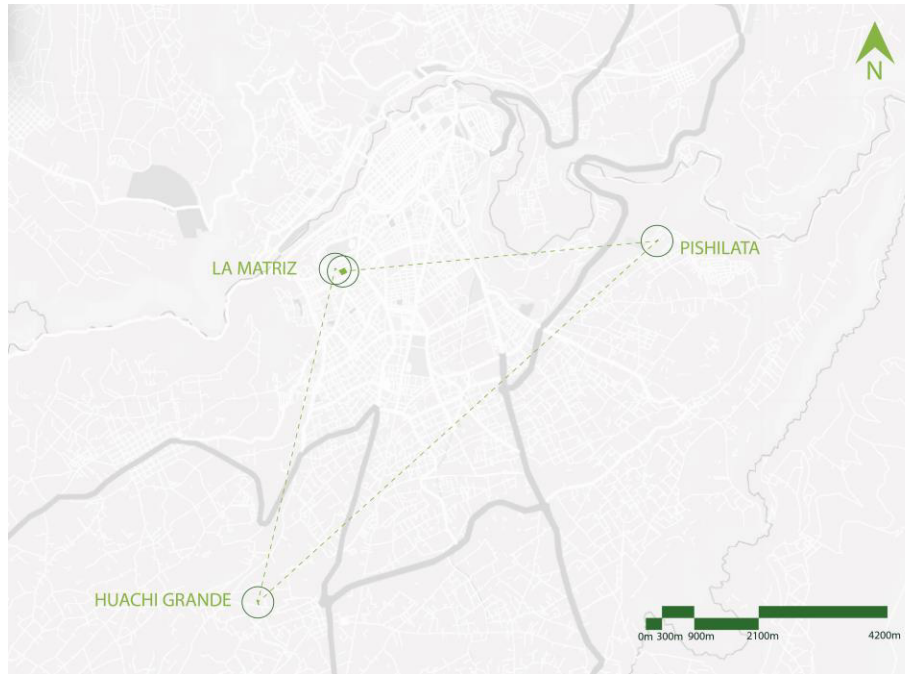 N
PISHILATA
LA MATRIZ
HUACHI GRANDE
0m 300m 900m 2100m 4200m